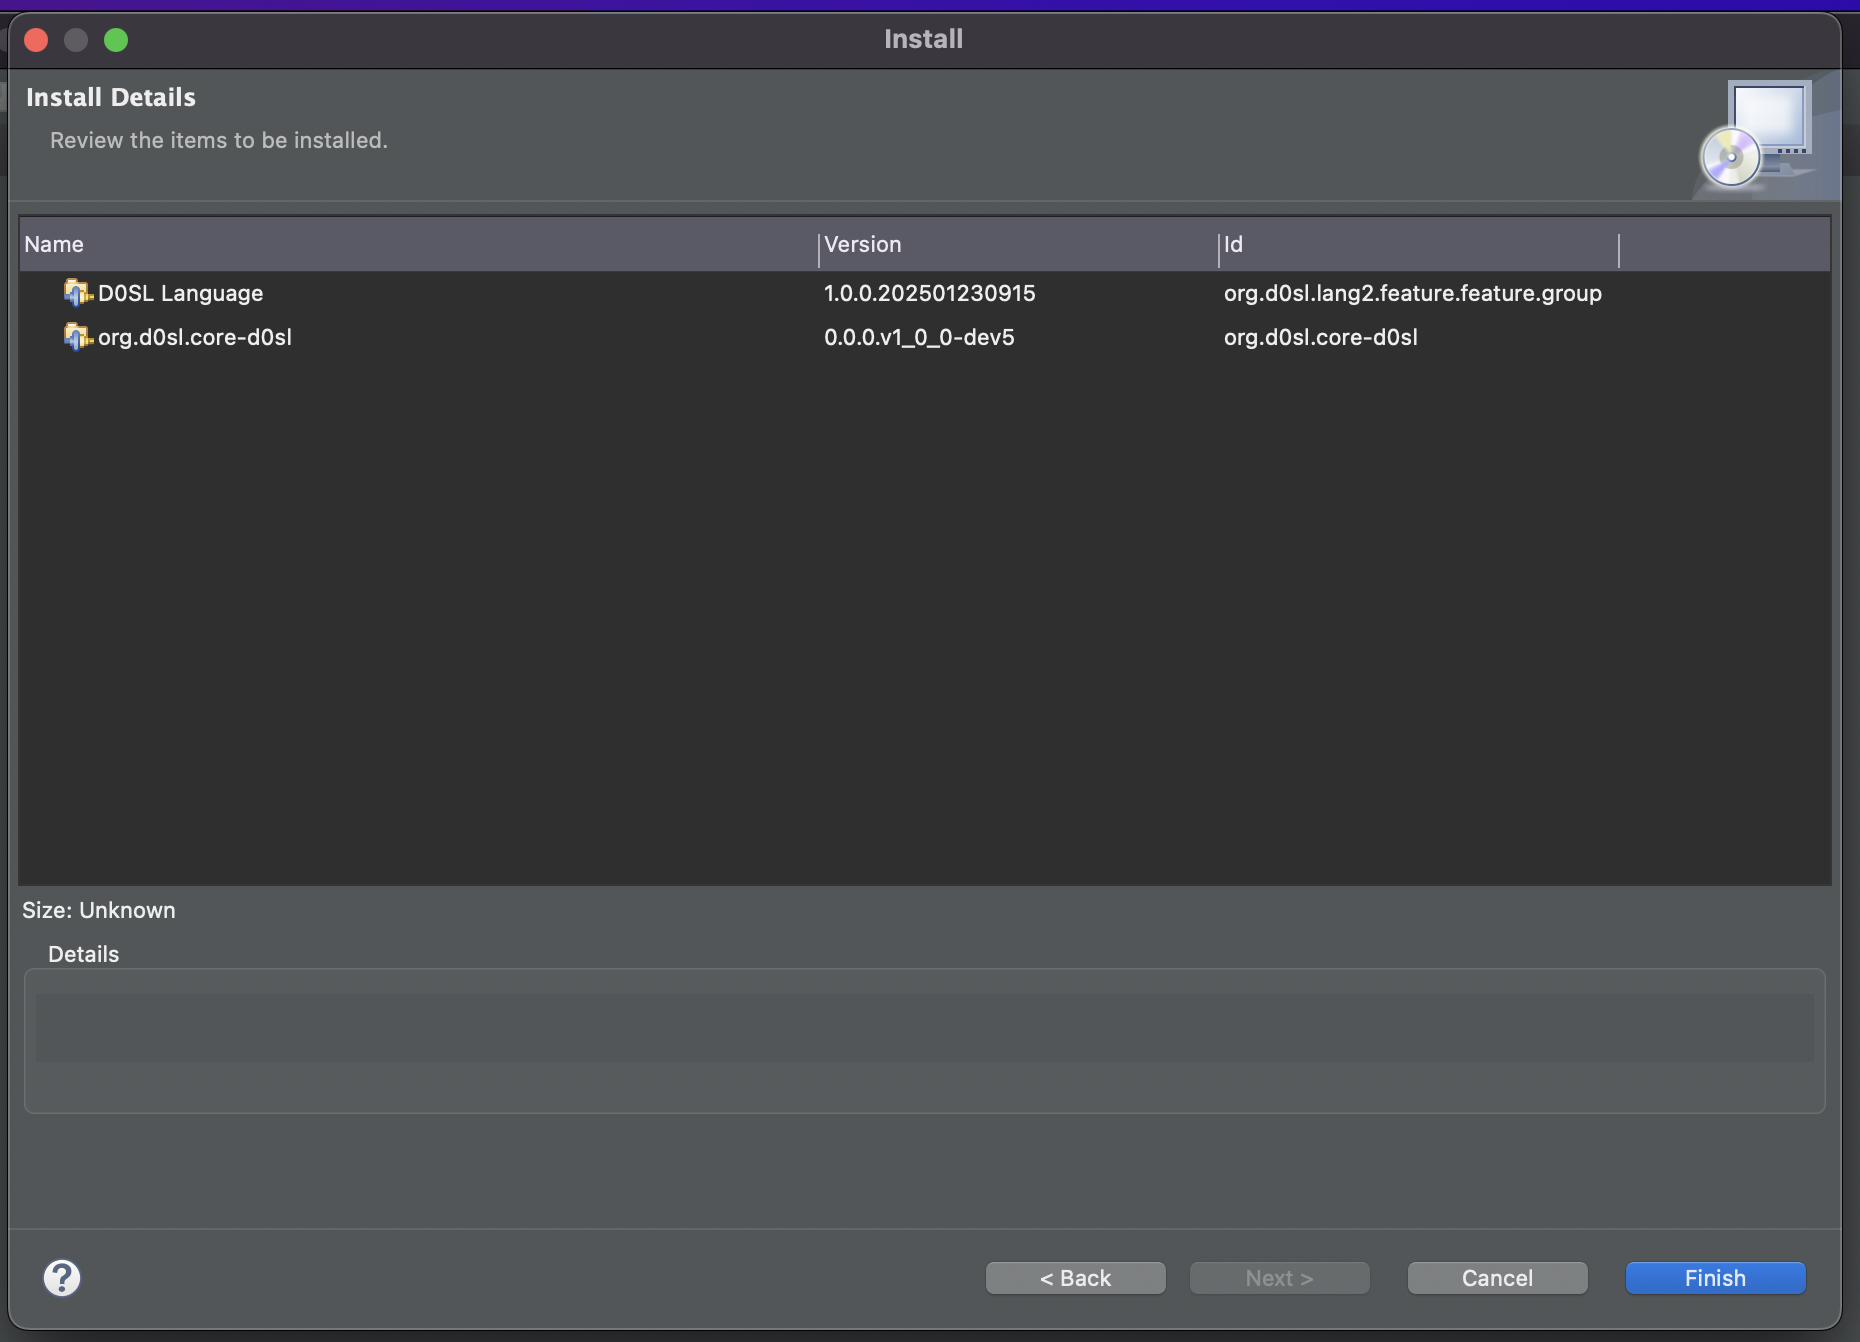 Install
Install Details
Review the items to be installed.
Name Version Id
D0SL Language 1.0.0.202501230915 org.d0sl.lang2.feature.feature.group
org.d0sl.core-d0sl 0.0.0.v1_0_0-dev5 org.d0sl.core-d0sl
Size: Unknown
Details
? < Back Next > Cancel Finish